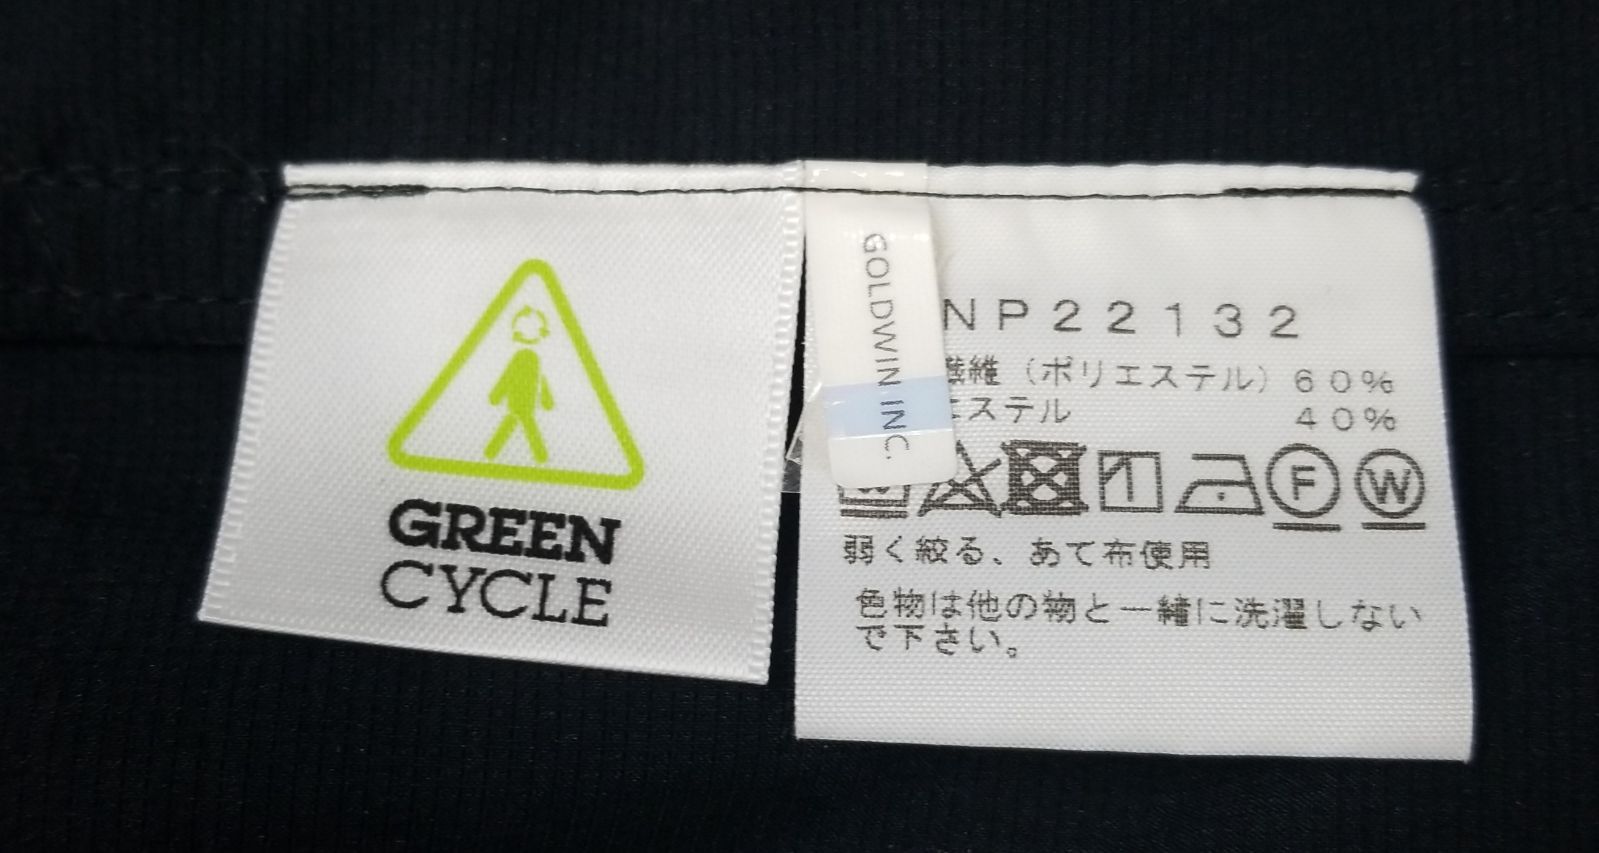 GREEN
CYCLE
GOLDWIN INC.
NP22132
繊維（ポリエステル）60%
エステル 40%
F
W
弱く絞る、あて布使用
色物は他の物と一緒に洗濯しない
で下さい。